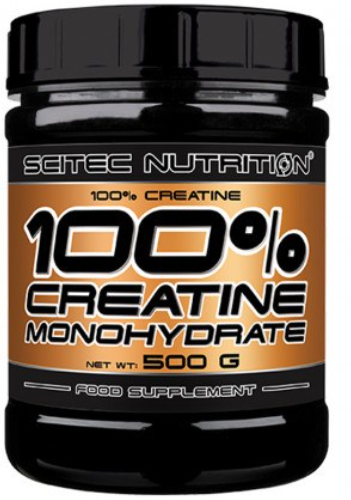 SCITEC NUTRITION®
100% CREATINE
100%
CREATINE
MONOHYDRATE
NET WT: 500 G
FOOD SUPPLEMENT